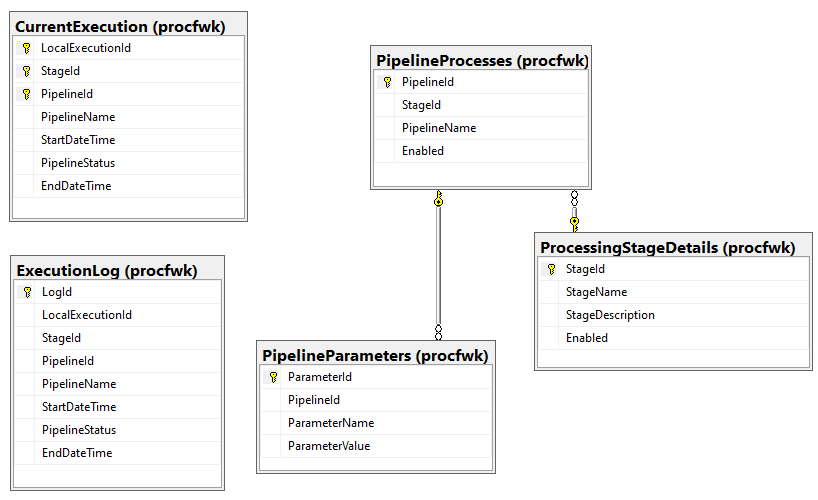 CurrentExecution (procfwk)
LocalExecutionId
StageId
PipelineId
PipelineName
StartDateTime
PipelineStatus
EndDateTime
PipelineProcesses (procfwk)
PipelineId
StageId
PipelineName
Enabled
ProcessingStageDetails (procfwk)
StageId
StageName
StageDescription
Enabled
ExecutionLog (procfwk)
LogId
LocalExecutionId
StageId
PipelineId
PipelineName
StartDateTime
PipelineStatus
EndDateTime
PipelineParameters (procfwk)
ParameterId
PipelineId
ParameterName
ParameterValue